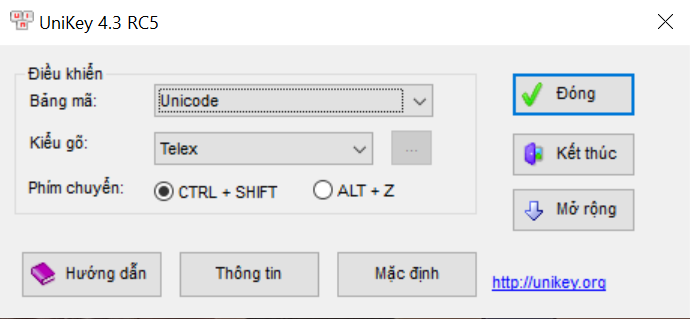 UniKey 4.3 RC5
Điều khiển
Bảng mã:
Unicode
Kiểu gõ:
Telex
...
Phím chuyển:
CTRL + SHIFT
ALT + Z
Đóng
Kết thúc
Mở rộng
Hướng dẫn
Thông tin
Mặc định
http://unikey.org